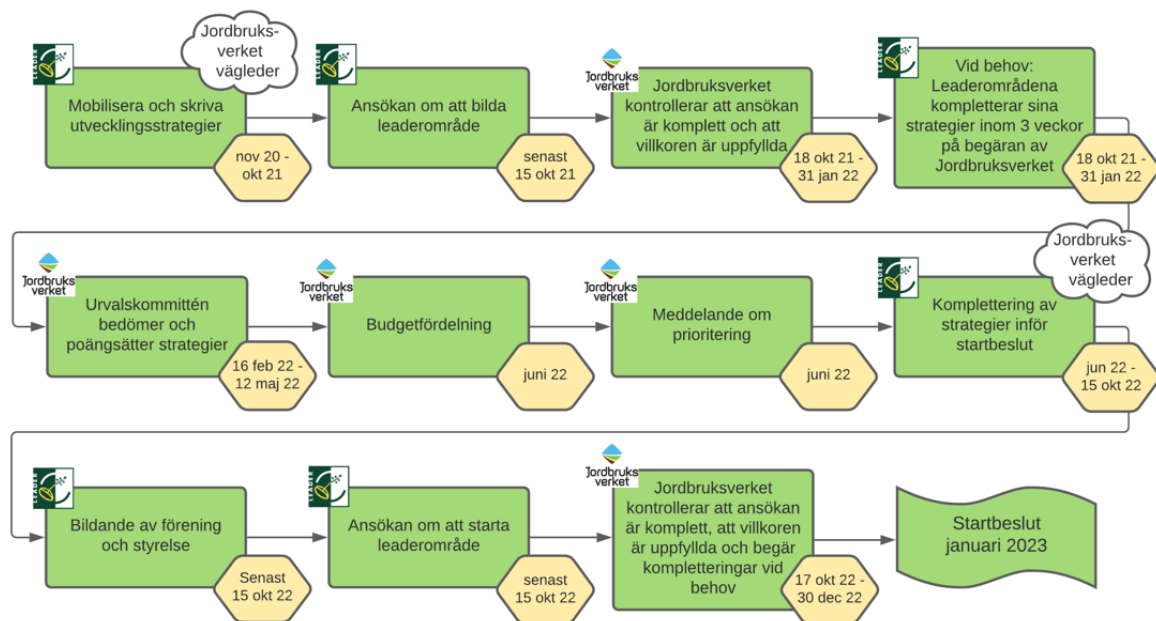 Jordbruks-
verket
vägleder
LEADER
Mobilisera och skriva
utvecklingsstrategier
nov 20 -
okt 21
LEADER
Ansökan om att bilda
leaderområde
senast
15 okt 21
Jordbruks
verket
Jordbruksverket
kontrollerar att ansökan
är komplett och att
villkoren är uppfyllda
18 okt 21 -
31 jan 22
LEADER
Vid behov:
Leaderområdena
kompletterar sina
strategier inom 3 veckor
på begäran av
Jordbruksverket
18 okt 21 -
31 jan 22
Jordbruks
verket
Urvalskommittén
bedömer och
poängsätter strategier
16 feb 22 -
12 maj 22
Jordbruks
verket
Budgetfördelning
juni 22
Jordbruks
verket
Meddelande om
prioritering
juni 22
Jordbruks-
verket
vägleder
LEADER
Komplettering av
strategier inför
startbeslut
jun 22 -
15 okt 22
LEADER
Bildande av förening
och styrelse
Senast
15 okt 22
LEADER
Ansökan om att starta
leaderområde
senast
15 okt 22
Jordbruks
verket
Jordbruksverket
kontrollerar att ansökan
är komplett, att villkoren
är uppfyllda och begär
kompletteringar vid
behov
17 okt 22 -
30 dec 22
Startbeslut
januari 2023